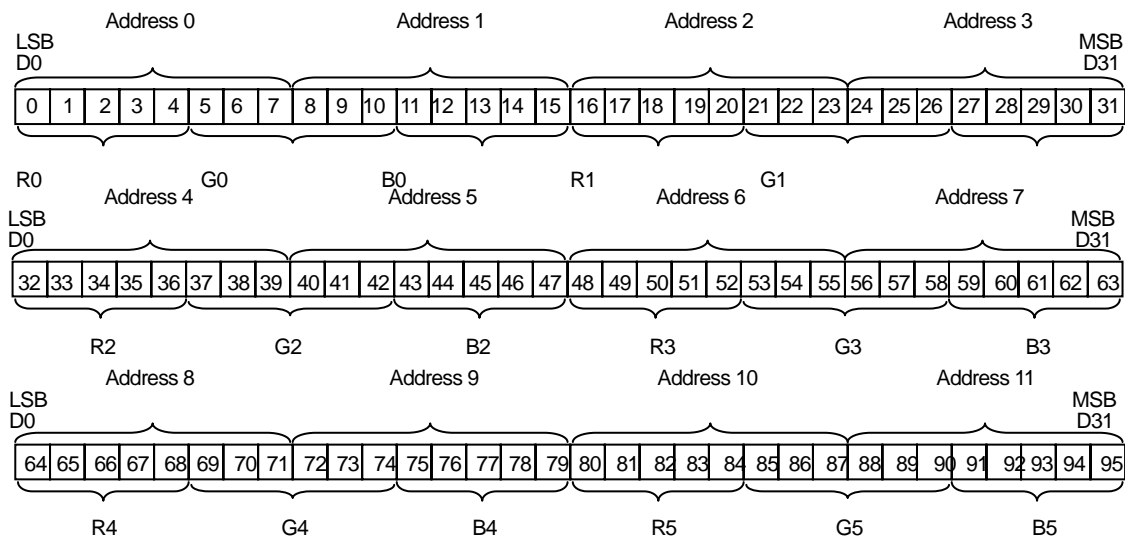 Address 0 Address 1 Address 2 Address 3
LSB MSB
D0 D31
0 1 2 3 4 5 6 7 8 9 10 11 12 13 14 15 16 17 18 19 20 21 22 23 24 25 26 27 28 29 30 31
R0 G0 B0 R1 G1
Address 4 Address 5 Address 6 Address 7
LSB MSB
D0 D31
32 33 34 35 36 37 38 39 40 41 42 43 44 45 46 47 48 49 50 51 52 53 54 55 56 57 58 59 60 61 62 63
R2 G2 B2 R3 G3 B3
Address 8 Address 9 Address 10 Address 11
LSB MSB
D0 D31
64 65 66 67 68 69 70 71 72 73 74 75 76 77 78 79 80 81 82 83 84 85 86 87 88 89 90 91 92 93 94 95
R4 G4 B4 R5 G5 B5